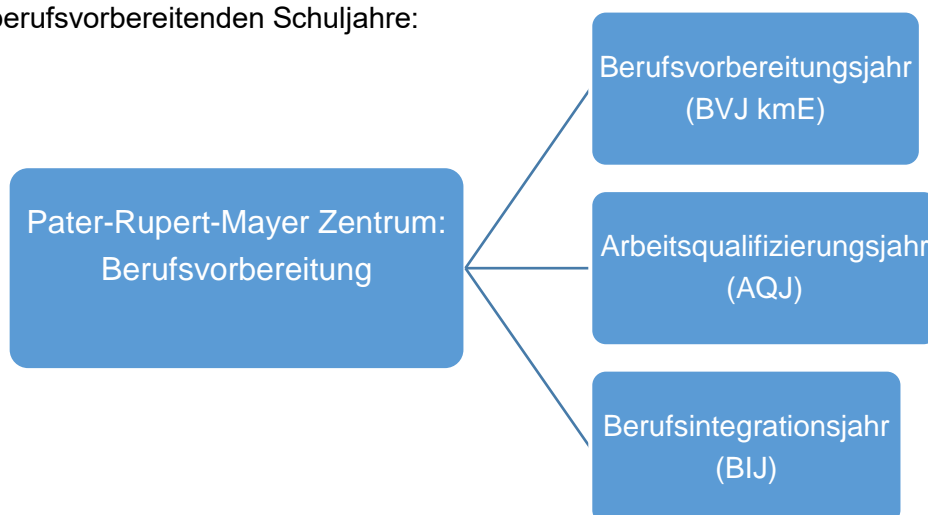 berufsvorbereitenden Schuljahre:
Berufsvorbereitungsjahr
(BVJ kmE)
Pater-Rupert-Mayer Zentrum:
Berufsvorbereitung
Arbeitsqualifizierungsjahr
(AQJ)
Berufsintegrationsjahr
(BIJ)